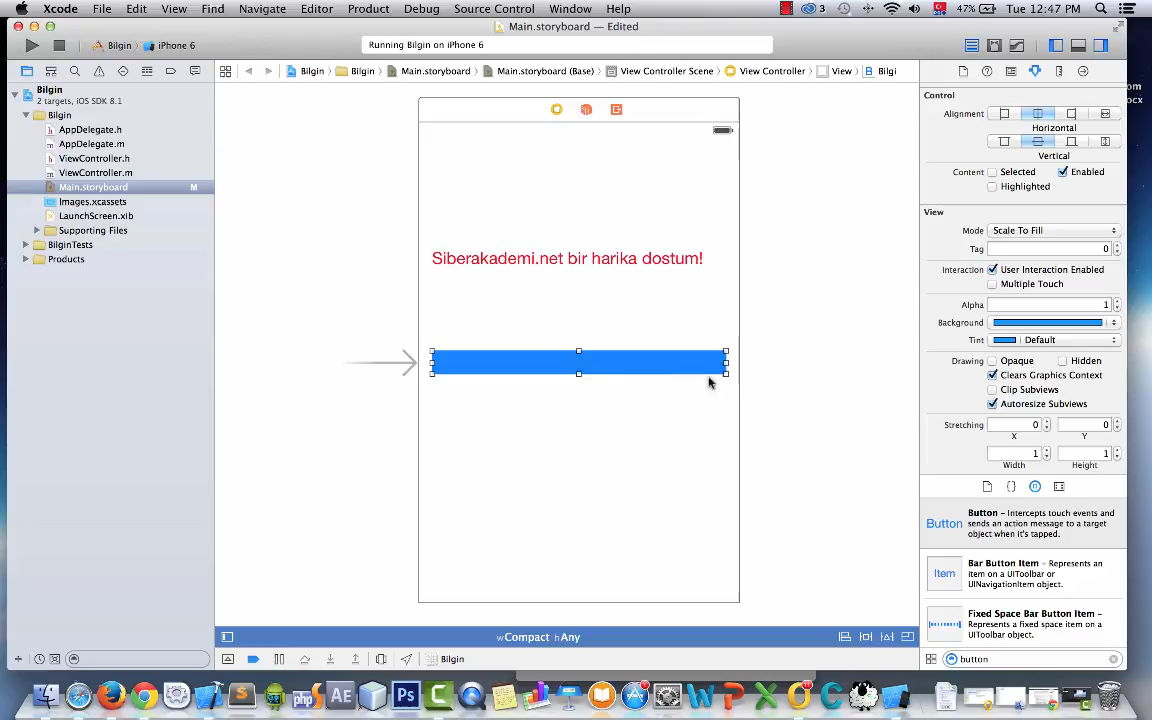 Xcode File Edit View Find Navigate Editor Product Debug Source Control Window Help 3 47% Tue 12:47 PM
Main.storyboard — Edited
Bilgin iPhone 6 Running Bilgin on iPhone 6
Bilgin Bilgin Main.storyboard Main.storyboard (Base) View Controller Scene View Controller View B Bilgi
Bilgin
2 targets, iOS SDK 8.1
Bilgin
h AppDelegate.h
m AppDelegate.m
h ViewController.h
m ViewController.m
Main.storyboard M
Images.xcassets
LaunchScreen.xib
Supporting Files
BilginTests
Products
Siberakademi.net bir harika dostum!
wCompact hAny
Bilgin
Control
Alignment
Horizontal
Vertical
Content Selected Enabled
Highlighted
View
Mode Scale To Fill
Tag 0
Interaction User Interaction Enabled
Multiple Touch
Alpha 1
Background
Tint Default
Drawing Opaque Hidden
Clears Graphics Context
Clip Subviews
Autoresize Subviews
Stretching 0 0
X Y
1 1
Width Height
Button Button – Intercepts touch events and
sends an action message to a target
object when it's tapped.
Item Bar Button Item – Represents an
item on a UIToolbar or
UINavigationItem object.
Fixed Space Bar Button Item –
Represents a fixed space item on a
UIToolbar object.
button
om
ocx
S php AE Ps C W P X O C